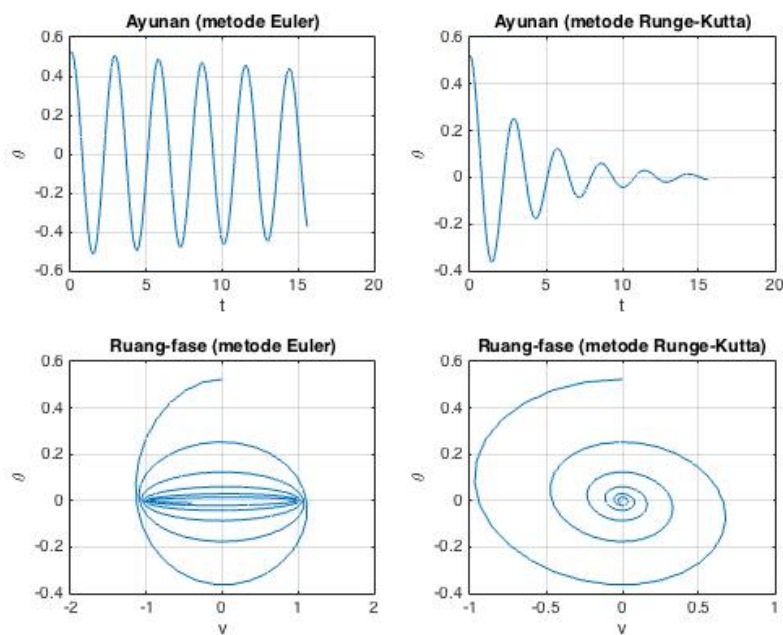 Ayunan (metode Euler)
0.6
0.4
0.2
0
-0.2
-0.4
-0.6
θ
0 5 10 15 20
t
Ayunan (metode Runge-Kutta)
0.6
0.4
0.2
0
-0.2
-0.4
θ
0 5 10 15 20
t
Ruang-fase (metode Euler)
0.6
0.4
0.2
0
-0.2
-0.4
θ
-2 -1 0 1 2
v
Ruang-fase (metode Runge-Kutta)
0.6
0.4
0.2
0
-0.2
-0.4
θ
-1 -0.5 0 0.5 1
v